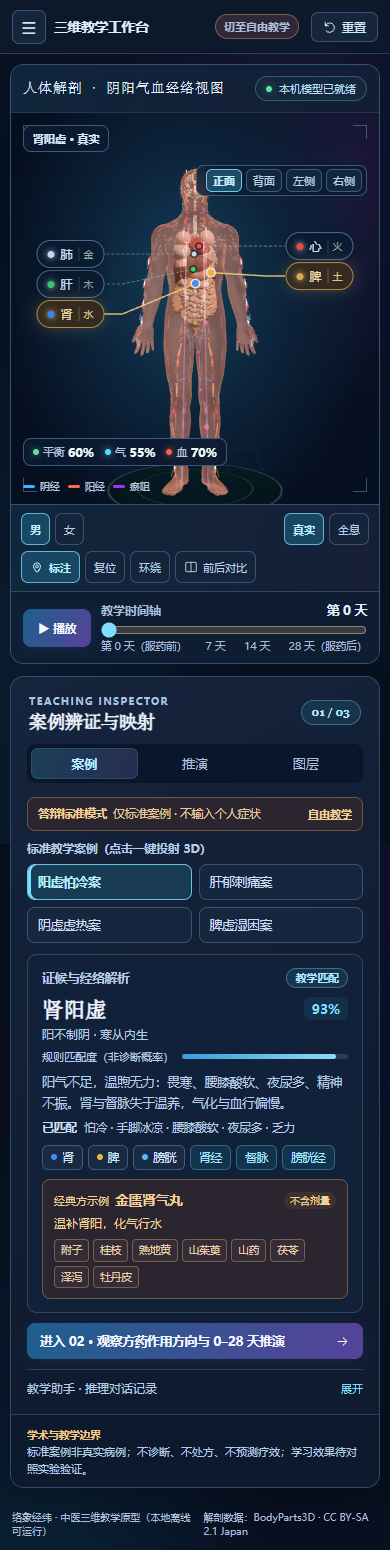 三维教学工作台
切至自由教学
重置
人体解剖 · 阴阳气血经络视图
本机模型已就绪
肾阳虚 • 真实
正面 背面 左侧 右侧
肺 金
心 火
肝 木
脾 土
肾 水
平衡 60% 气 55% 血 70%
阴经 阳经 瘀阻
男 女 真实 全息
标注 复位 环绕 前后对比
播放
教学时间轴 第 0 天
第 0 天（服药前） 7 天 14 天 28 天（服药后）
TEACHING INSPECTOR
案例辨证与映射
01 / 03
案例 推演 图层
答辩标准模式 仅标准案例 · 不输入个人症状 自由教学
标准教学案例（点击一键投射 3D）
阳虚怕冷案 肝郁刺痛案
阴虚虚热案 脾虚湿困案
证候与经络解析 教学匹配
肾阳虚 93%
阳不制阴 · 寒从内生
规则匹配度（非诊断概率）
阳气不足，温煦无力：畏寒、腰膝酸软、夜尿多、精神
不振。肾与督脉失于温养，气化与血行偏慢。
已匹配 怕冷 · 手脚冰凉 · 腰膝酸软 · 夜尿多 · 乏力
肾 脾 膀胱 肾经 督脉 膀胱经
经典方示例 金匮肾气丸 不含剂量
温补肾阳，化气行水
附子 桂枝 熟地黄 山茱萸 山药 茯苓
泽泻 牡丹皮
进入 02 • 观察方药作用方向与 0–28 天推演 →
教学助手 · 推理对话记录 展开
学术与教学边界
标准案例非真实病例；不诊断、不处方、不预测疗效；学习效果待对
照实验验证。
络象经纬 · 中医三维教学原型（本地离线
可运行）
解剖数据：BodyParts3D · CC BY-SA
2.1 Japan